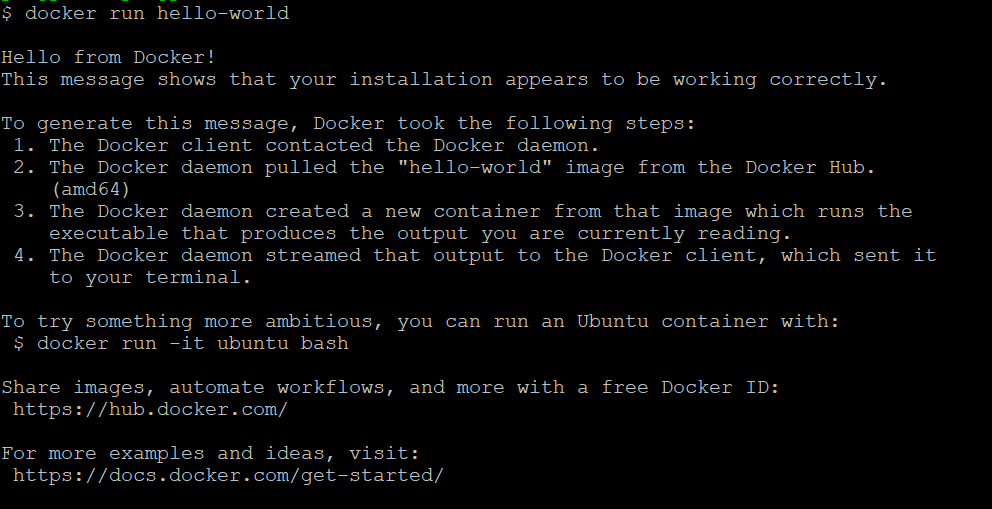 $ docker run hello-world
Hello from Docker!
This message shows that your installation appears to be working correctly.
To generate this message, Docker took the following steps:
1. The Docker client contacted the Docker daemon.
2. The Docker daemon pulled the "hello-world" image from the Docker Hub.
(amd64)
3. The Docker daemon created a new container from that image which runs the
executable that produces the output you are currently reading.
4. The Docker daemon streamed that output to the Docker client, which sent it
to your terminal.
To try something more ambitious, you can run an Ubuntu container with:
$ docker run -it ubuntu bash
Share images, automate workflows, and more with a free Docker ID:
https://hub.docker.com/
For more examples and ideas, visit:
https://docs.docker.com/get-started/